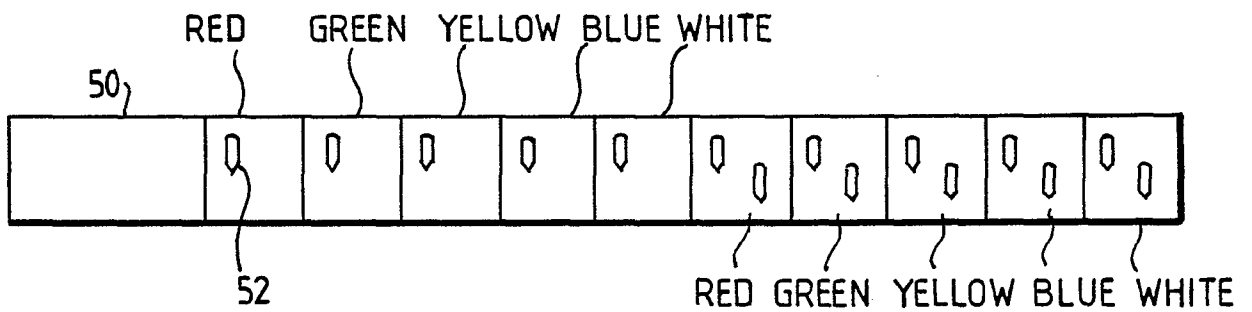 RED GREEN YELLOW BLUE WHITE
50
52
RED GREEN YELLOW BLUE WHITE